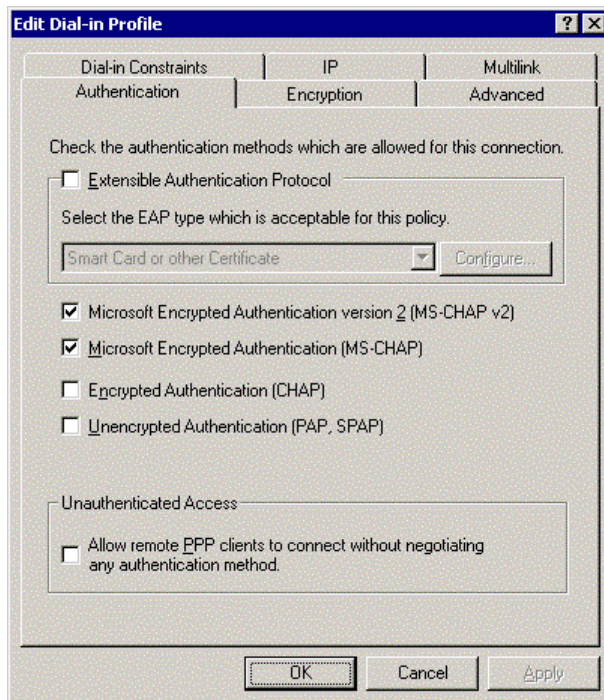 Edit Dial-in Profile
Dial-in Constraints IP Multilink
Authentication Encryption Advanced
Check the authentication methods which are allowed for this connection.
Extensible Authentication Protocol
Select the EAP type which is acceptable for this policy.
Smart Card or other Certificate Configure...
Microsoft Encrypted Authentication version 2 (MS-CHAP v2)
Microsoft Encrypted Authentication (MS-CHAP)
Encrypted Authentication (CHAP)
Unencrypted Authentication (PAP, SPAP)
Unauthenticated Access
Allow remote PPP clients to connect without negotiating
any authentication method.
OK Cancel Apply